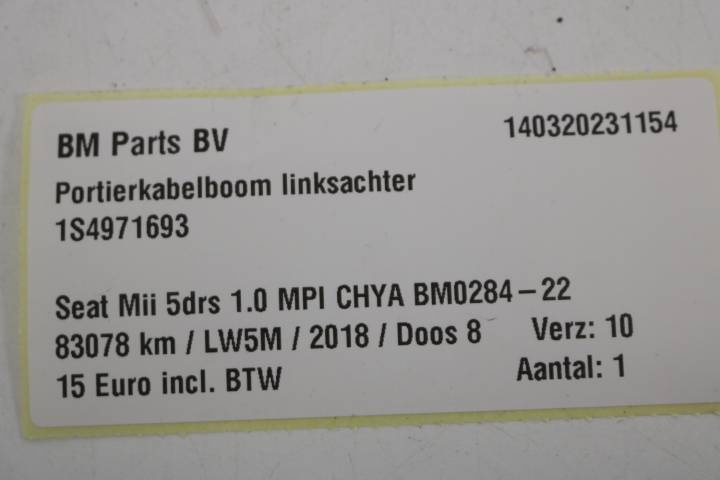 BM Parts BV 140320231154
Portierkabelboom linksachter
1S4971693
Seat Mii 5drs 1.0 MPI CHYA BM0284-22
83078 km / LW5M / 2018 / Doos 8 Verz: 10
15 Euro incl. BTW Aantal: 1